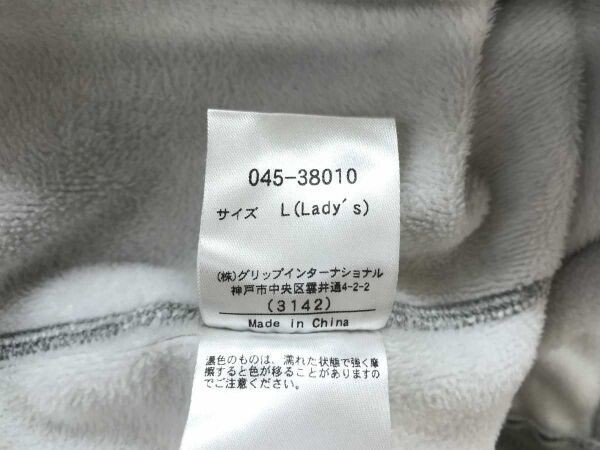 045-38010
サイズ L(Lady's)
(株)グリップインターナショナル
神戸市中央区雲井通4-2-2
(3142)
Made in China
濃色のものは、濡れた状態で強く摩
擦すると色が移ることがありますの
でご注意ください。